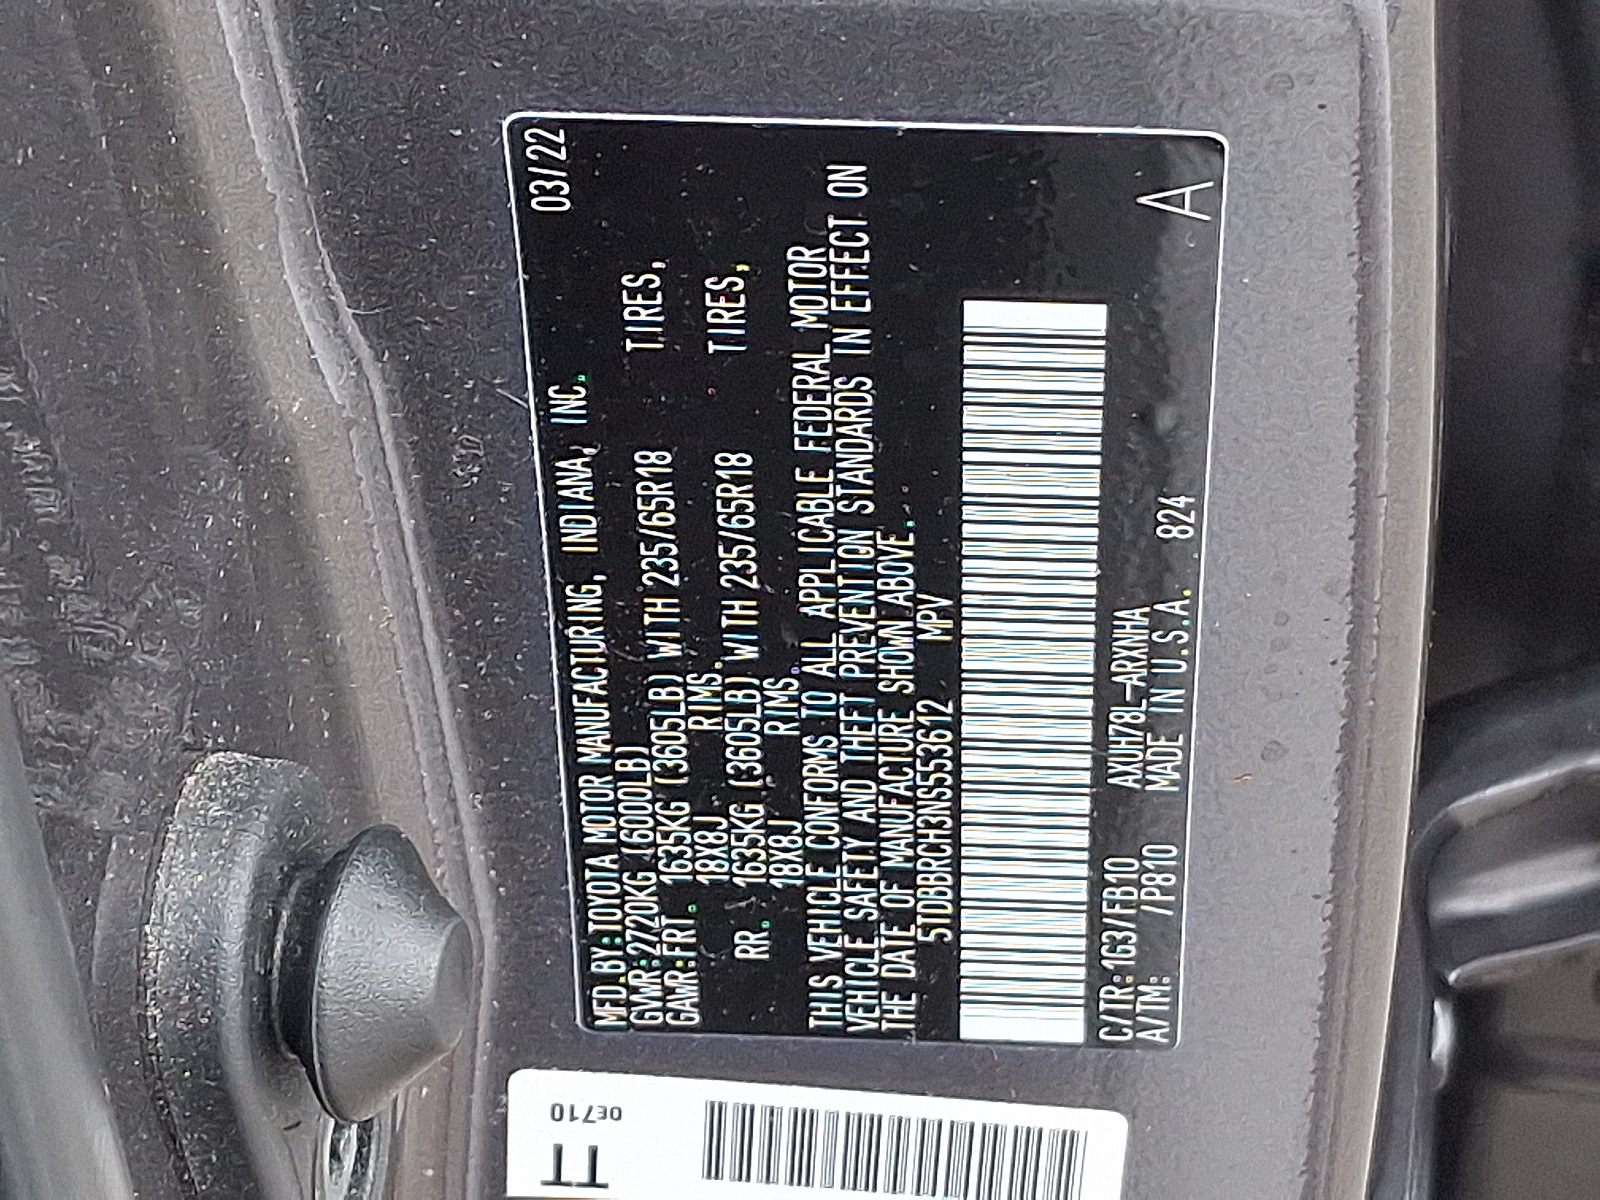 03/22
MFD.BY:TOYOTA MOTOR MANUFACTURING, INDIANA, INC.
GVWR:2720KG (6000LB)
GAWR:FRT. 1635KG (3605LB) WITH 235/65R18 TIRES,
18X8J RIMS.
RR. 1635KG (3605LB) WITH 235/65R18 TIRES,
18X8J RIMS.
THIS VEHICLE CONFORMS TO ALL APPLICABLE FEDERAL MOTOR
VEHICLE SAFETY AND THEFT PREVENTION STANDARDS IN EFFECT ON
THE DATE OF MANUFACTURE SHOWN ABOVE.
5TDBBRCH3NS553612 MPV
C/TR:1G3/FB10 AXUH78L-ARXNHA
A/TM: /P810 MADE IN U.S.A. 824
A
0E710
TT